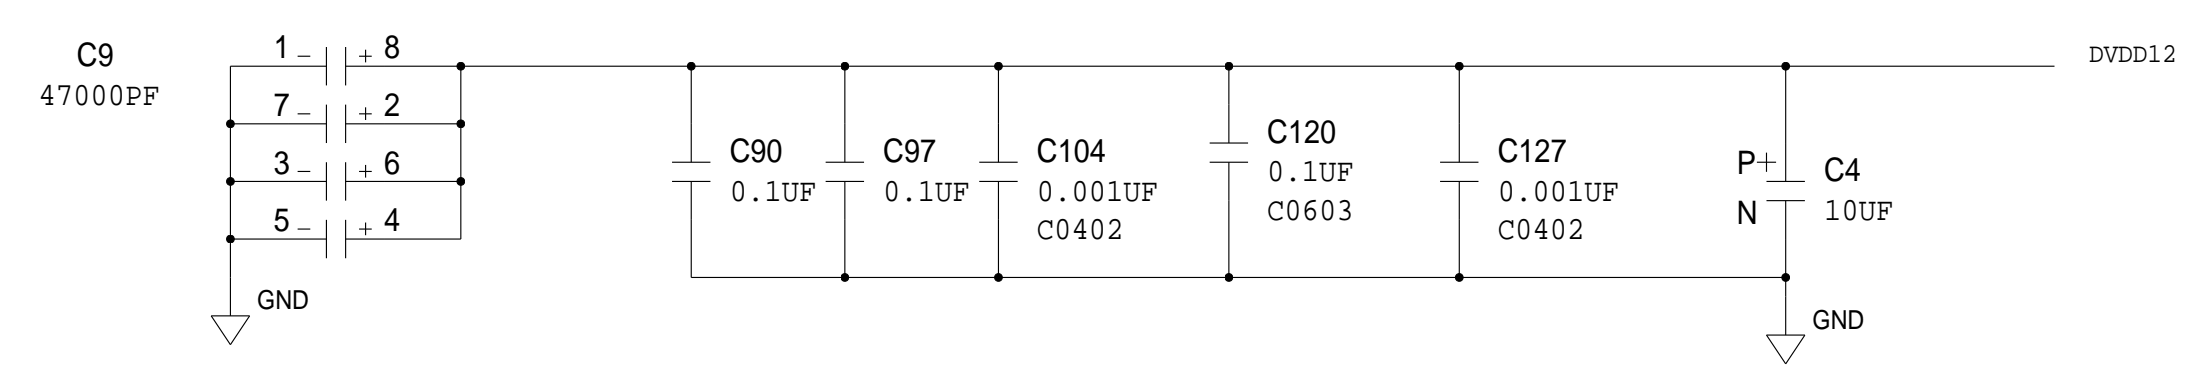 C9
47000PF
1 - + 8
7 - + 2
3 - + 6
5 - + 4
GND
C90
0.1UF
C97
0.1UF
C104
0.001UF
C0402
C120
0.1UF
C0603
C127
0.001UF
C0402
P+
N
C4
10UF
GND
DVDD12